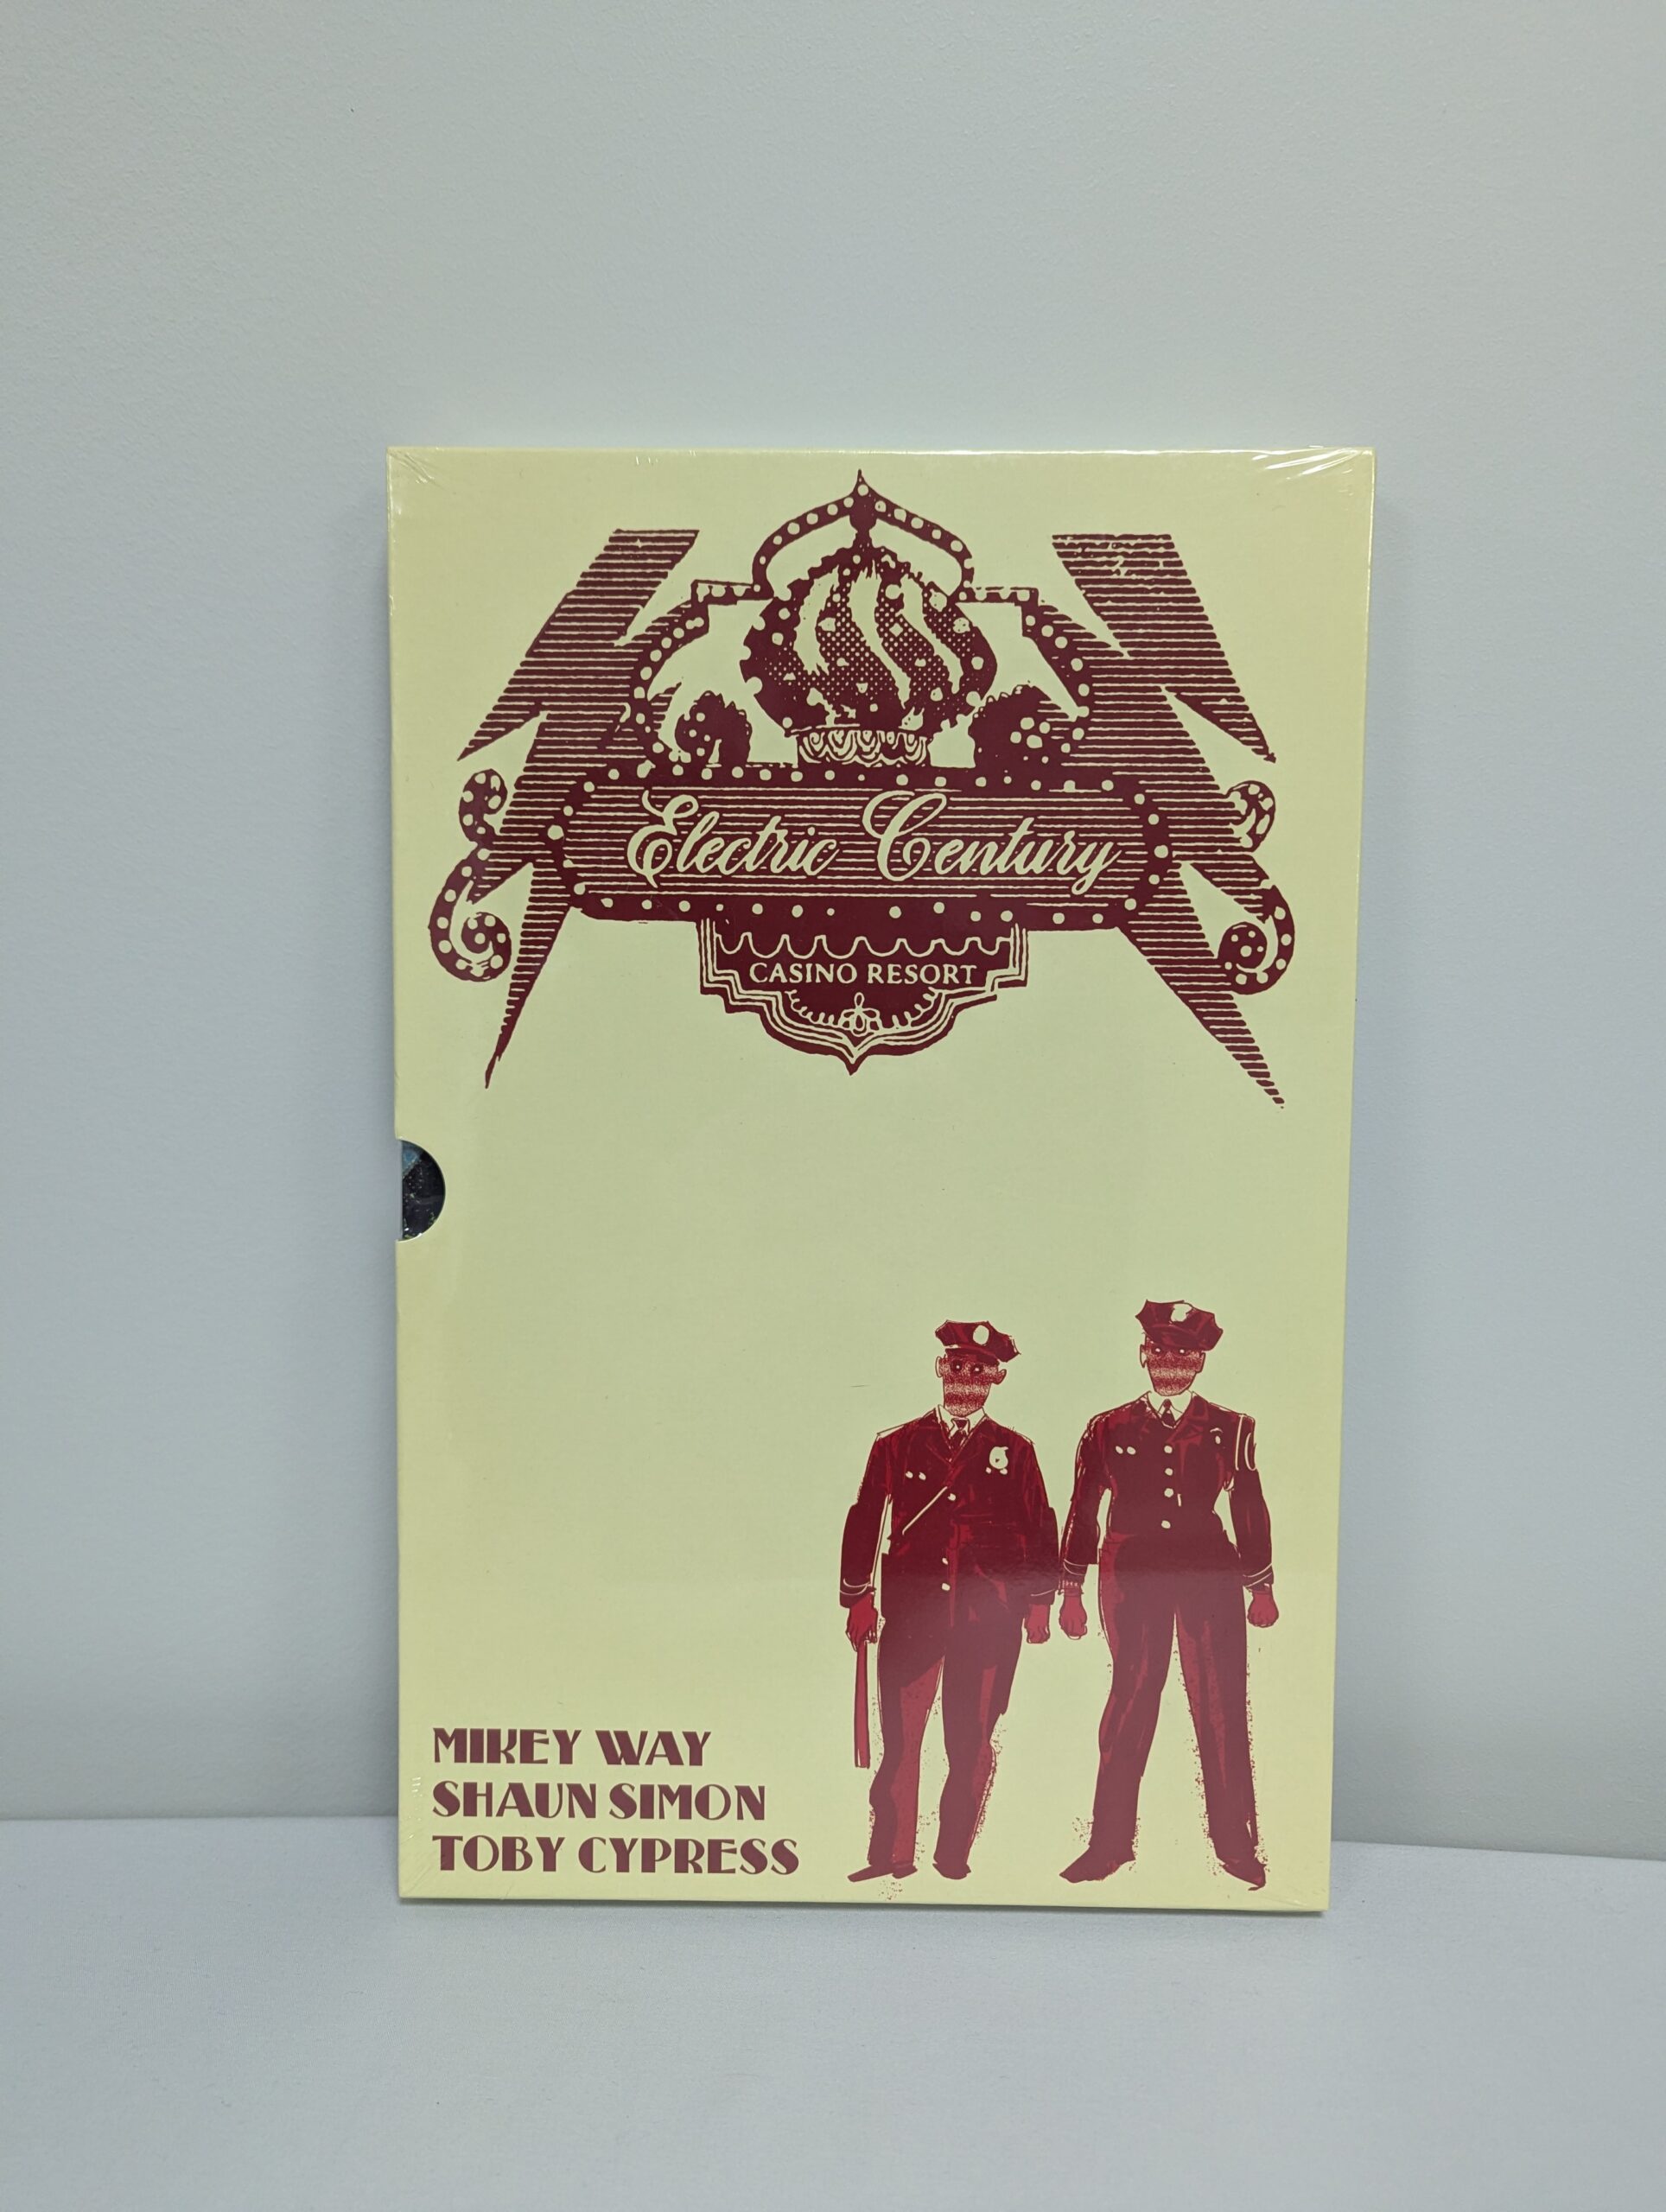 Electric Century
CASINO RESORT
MIKEY WAY
SHAUN SIMON
TOBY CYPRESS